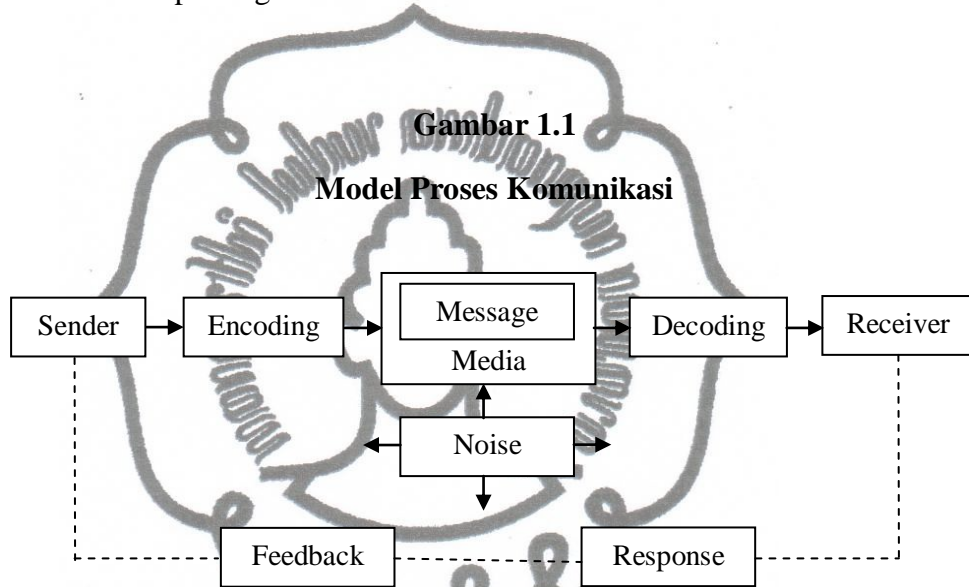 Gambar 1.1
Model Proses Komunikasi
Sender
Encoding
Message
Media
Decoding
Receiver
Noise
Feedback
Response